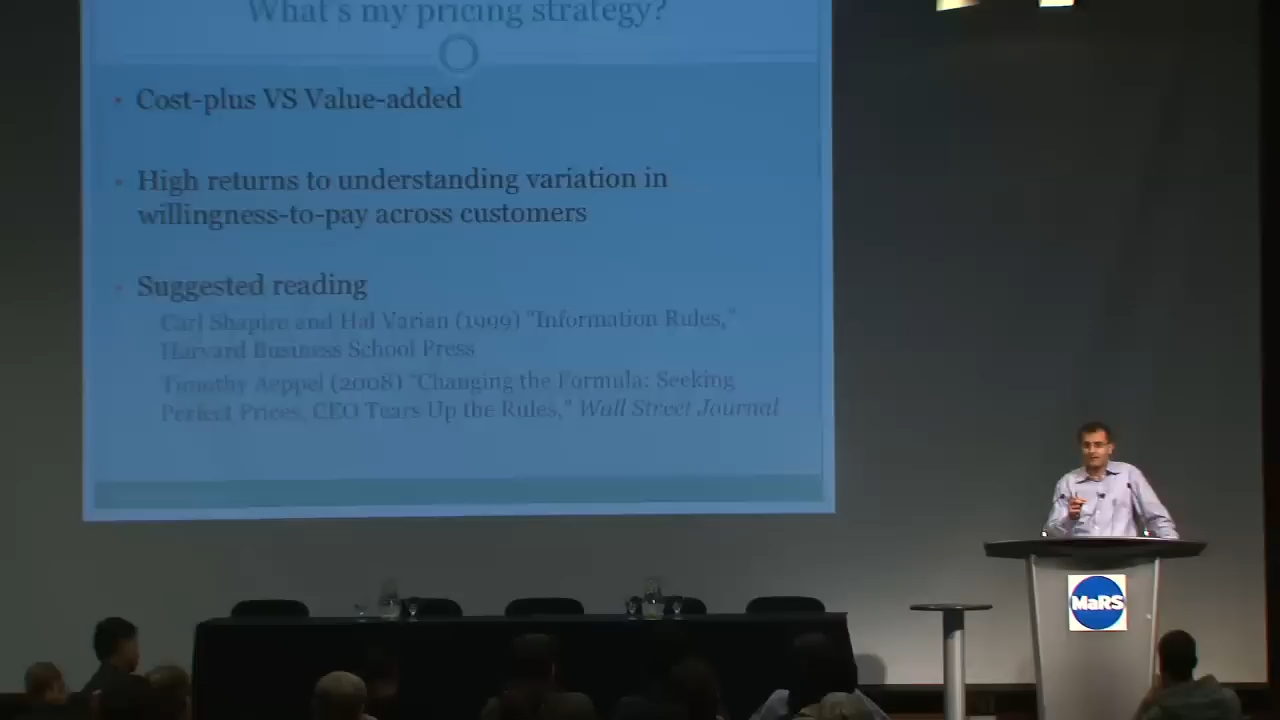 What's my pricing strategy?
• Cost-plus VS Value-added
• High returns to understanding variation in
willingness-to-pay across customers
• Suggested reading
Carl Shapiro and Hal Varian (1999) "Information Rules,"
Harvard Business School Press
Timothy Aeppel (2008) "Changing the Formula: Seeking
Perfect Prices, CEO Tears Up the Rules," Wall Street Journal
MaRS